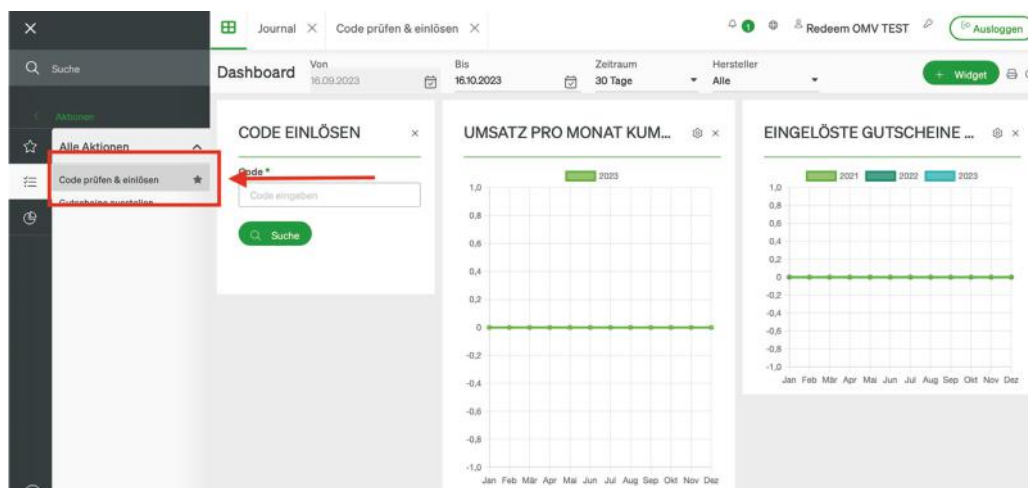 Journal
Code prüfen & einlösen
1
Redeem OMV TEST
Ausloggen
Suche
Dashboard
Von
16.09.2023
Bis
16.10.2023
Zeitraum
30 Tage
Hersteller
Alle
+ Widget
Aktionen
Alle Aktionen
Code prüfen & einlösen
Gutscheine ausstellen
CODE EINLÖSEN
Code *
Code eingeben
Suche
UMSATZ PRO MONAT KUM...
2023
1,0
0,8
0,6
0,4
0,2
0
-0,2
-0,4
-0,6
-0,8
-1,0
Jan Feb Mär Apr Mai Jun Jul Aug Sep Okt Nov Dez
EINGELÖSTE GUTSCHEINE ...
2021 2022 2023
1,0
0,8
0,6
0,4
0,2
0
-0,2
-0,4
-0,6
-0,8
-1,0
Jan Feb Mär Apr Mai Jun Jul Aug Sep Okt Nov Dez